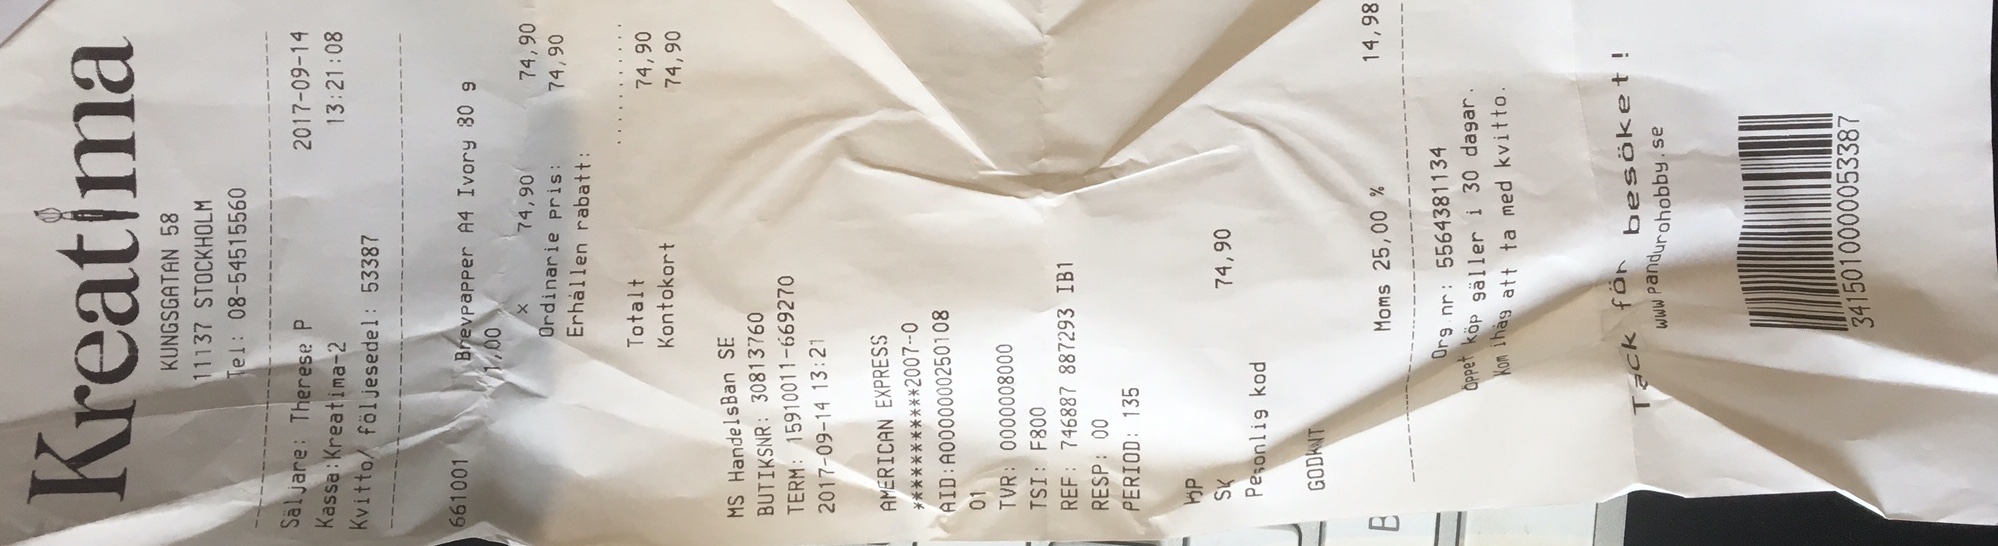 Kreatima
KUNGSGATAN 58
11137 STOCKHOLM
Tel: 08-54515560
Säljare: Therese P 2017-09-14
Kassa:Kreatima-2 13:21:08
Kvitto/ följesedel: 53387
661001 Brevpapper A4 Ivory 80 g
1,00
x 74,90 74,90
Ordinarie pris: 74,90
Erhållen rabatt:
..........
Totalt 74,90
Kontokort 74,90
MS HandelsBan SE
BUTIKSNR: 30813760
TERM: 15910011-669270
2017-09-14 13:21
AMERICAN EXPRESS
***********2007--0
AID:A0000000250108
01
TVR: 0000008000
TSI: F800
REF: 746887 887293 IB1
RESP: 00
PERIOD: 135
KÖP
SK 74,90
Pesonlig kod
GODKNT
Moms 25,00 % 14,98
Org.nr: 5564381134
Öppet köp gäller i 30 dagar.
Kom ihåg att ta med kvitto.
Tack för besöket!
www.pandurohobby.se
3415010000053387
B